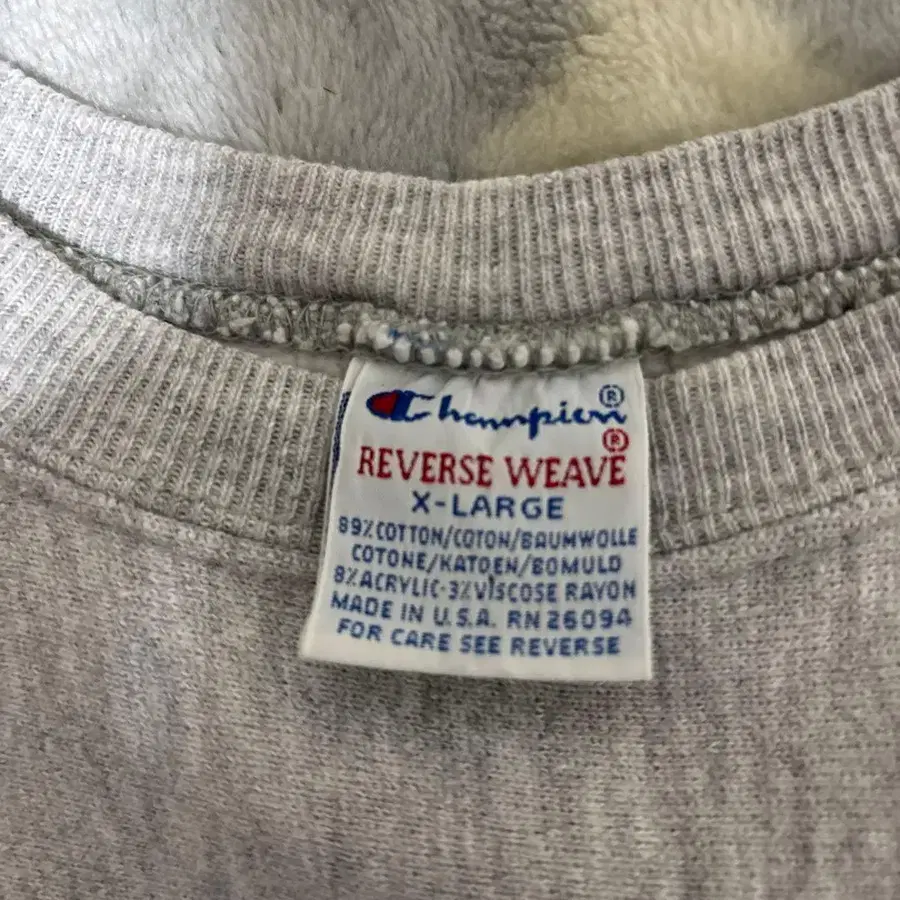 Champion®
REVERSE WEAVE®
X-LARGE
89% COTTON/COTON/BAUMWOLLE
COTONE/KATOEN/BOMULD
8% ACRYLIC-3% VISCOSE RAYON
MADE IN U.S.A. RN 26094
FOR CARE SEE REVERSE